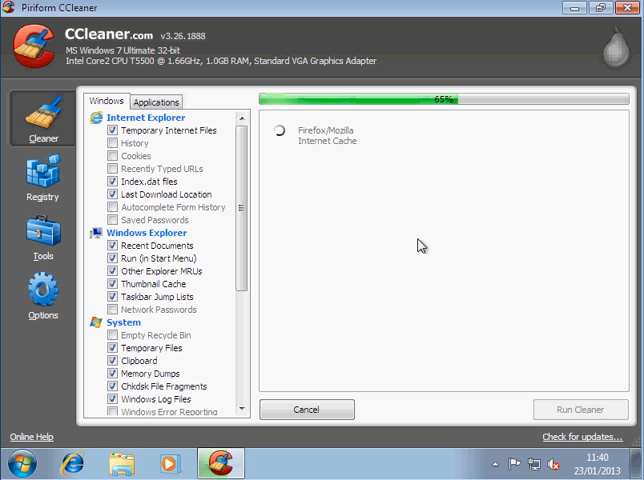 Piriform CCleaner
CCleaner.com v3.26.1888
MS Windows 7 Ultimate 32-bit
Intel Core2 CPU T5500 @ 1.66GHz, 1.0GB RAM, Standard VGA Graphics Adapter
Cleaner
Registry
Tools
Options
Windows
Applications
Internet Explorer
Temporary Internet Files
History
Cookies
Recently Typed URLs
Index.dat files
Last Download Location
Autocomplete Form History
Saved Passwords
Windows Explorer
Recent Documents
Run (in Start Menu)
Other Explorer MRUs
Thumbnail Cache
Taskbar Jump Lists
Network Passwords
System
Empty Recycle Bin
Temporary Files
Clipboard
Memory Dumps
Chkdsk File Fragments
Windows Log Files
Windows Error Reporting
65%
Firefox/Mozilla
Internet Cache
Cancel
Run Cleaner
Online Help
Check for updates...
11:40
23/01/2013